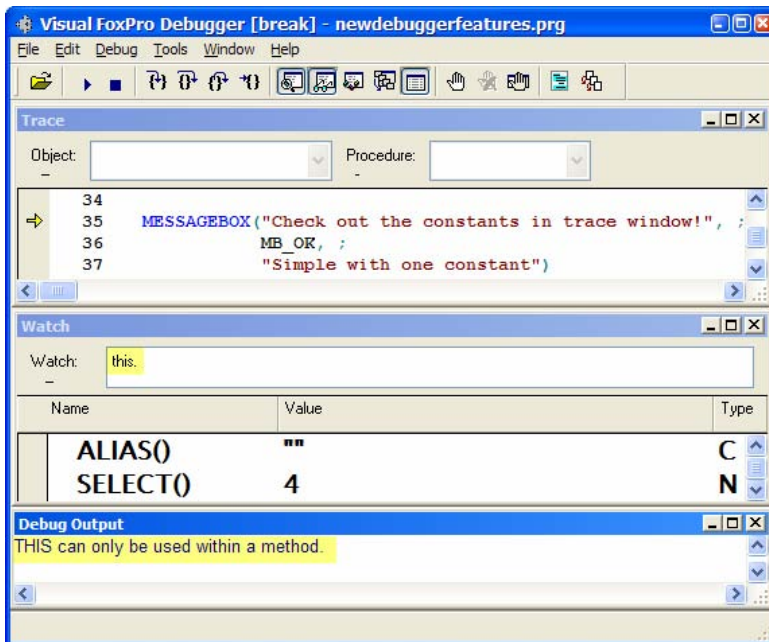 Visual FoxPro Debugger [break] - newdebuggerfeatures.prg
File Edit Debug Tools Window Help
Trace
Object: Procedure:
34
35 MESSAGEBOX("Check out the constants in trace window!", ;
36 MB_OK, ;
37 "Simple with one constant")
Watch
Watch: this.
Name Value Type
ALIAS() "" C
SELECT() 4 N
Debug Output
THIS can only be used within a method.